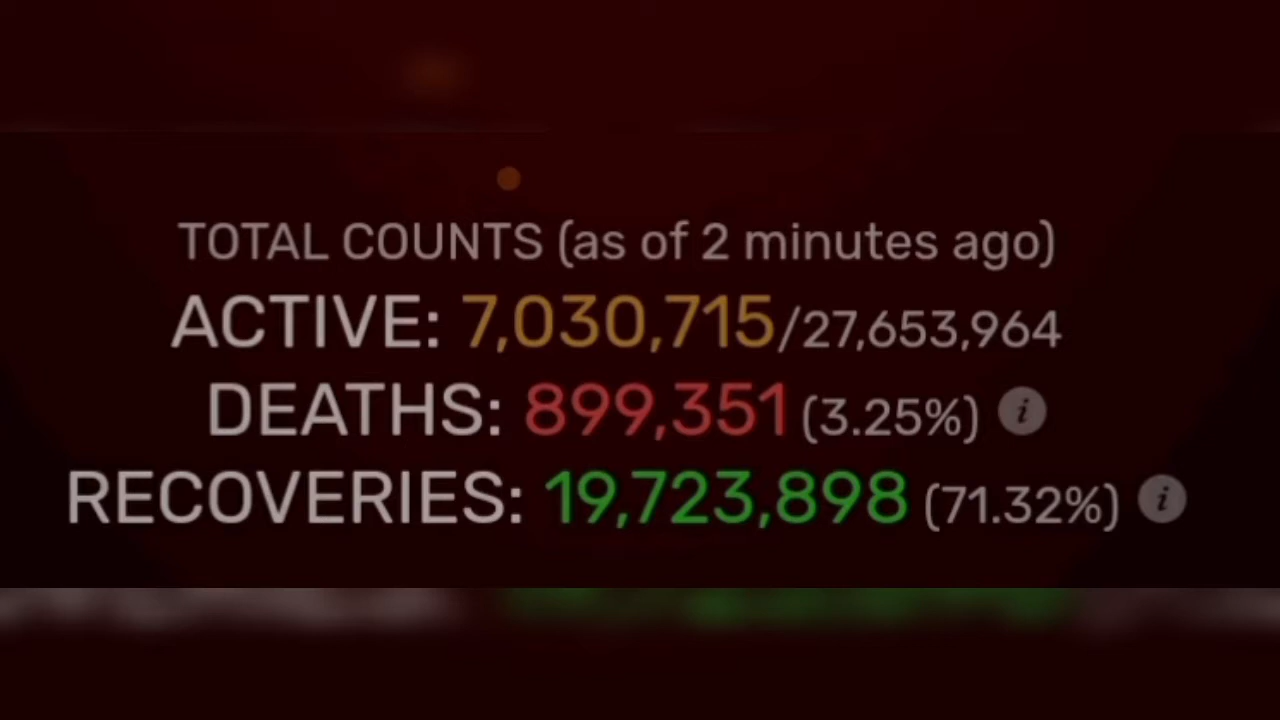 TOTAL COUNTS (as of 2 minutes ago)
ACTIVE: 7,030,715/27,653,964
DEATHS: 899,351 (3.25%) i
RECOVERIES: 19,723,898 (71.32%) i